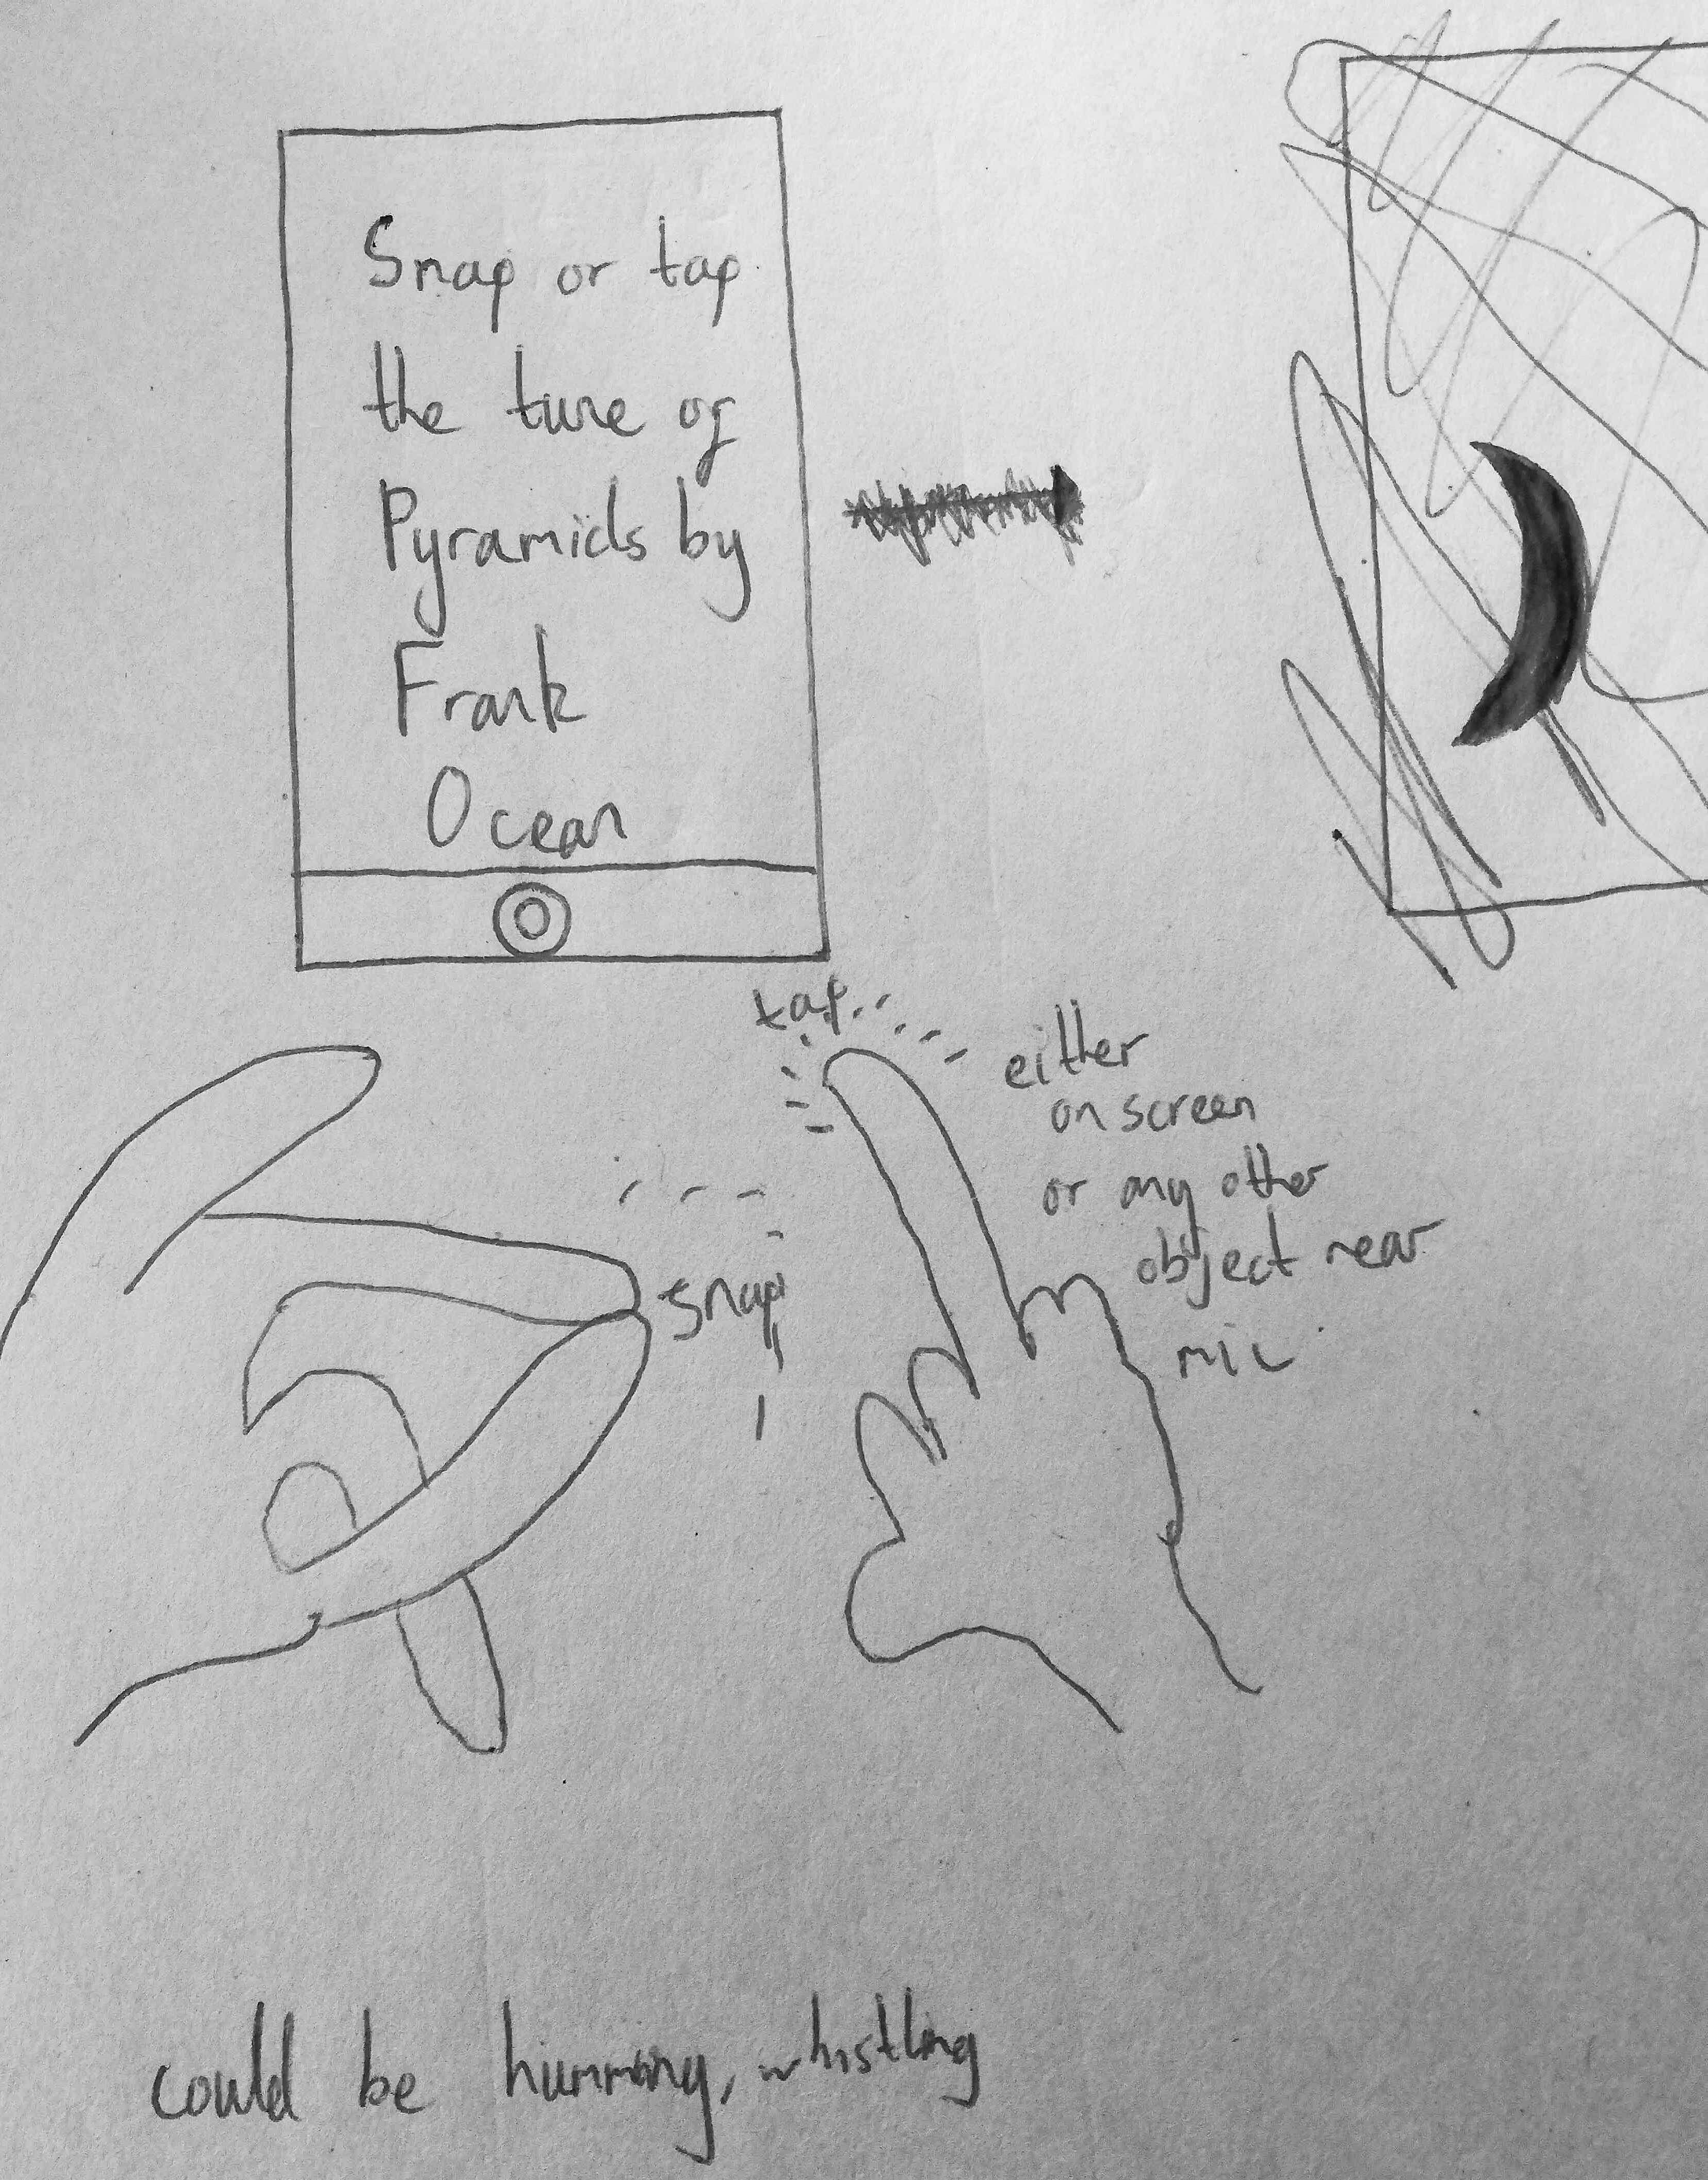 Snap or tap
the tune of
Pyramids by
Frank
Ocean
tap
either
on screen
or any other
object near
mic
snap
could be humming, whistling